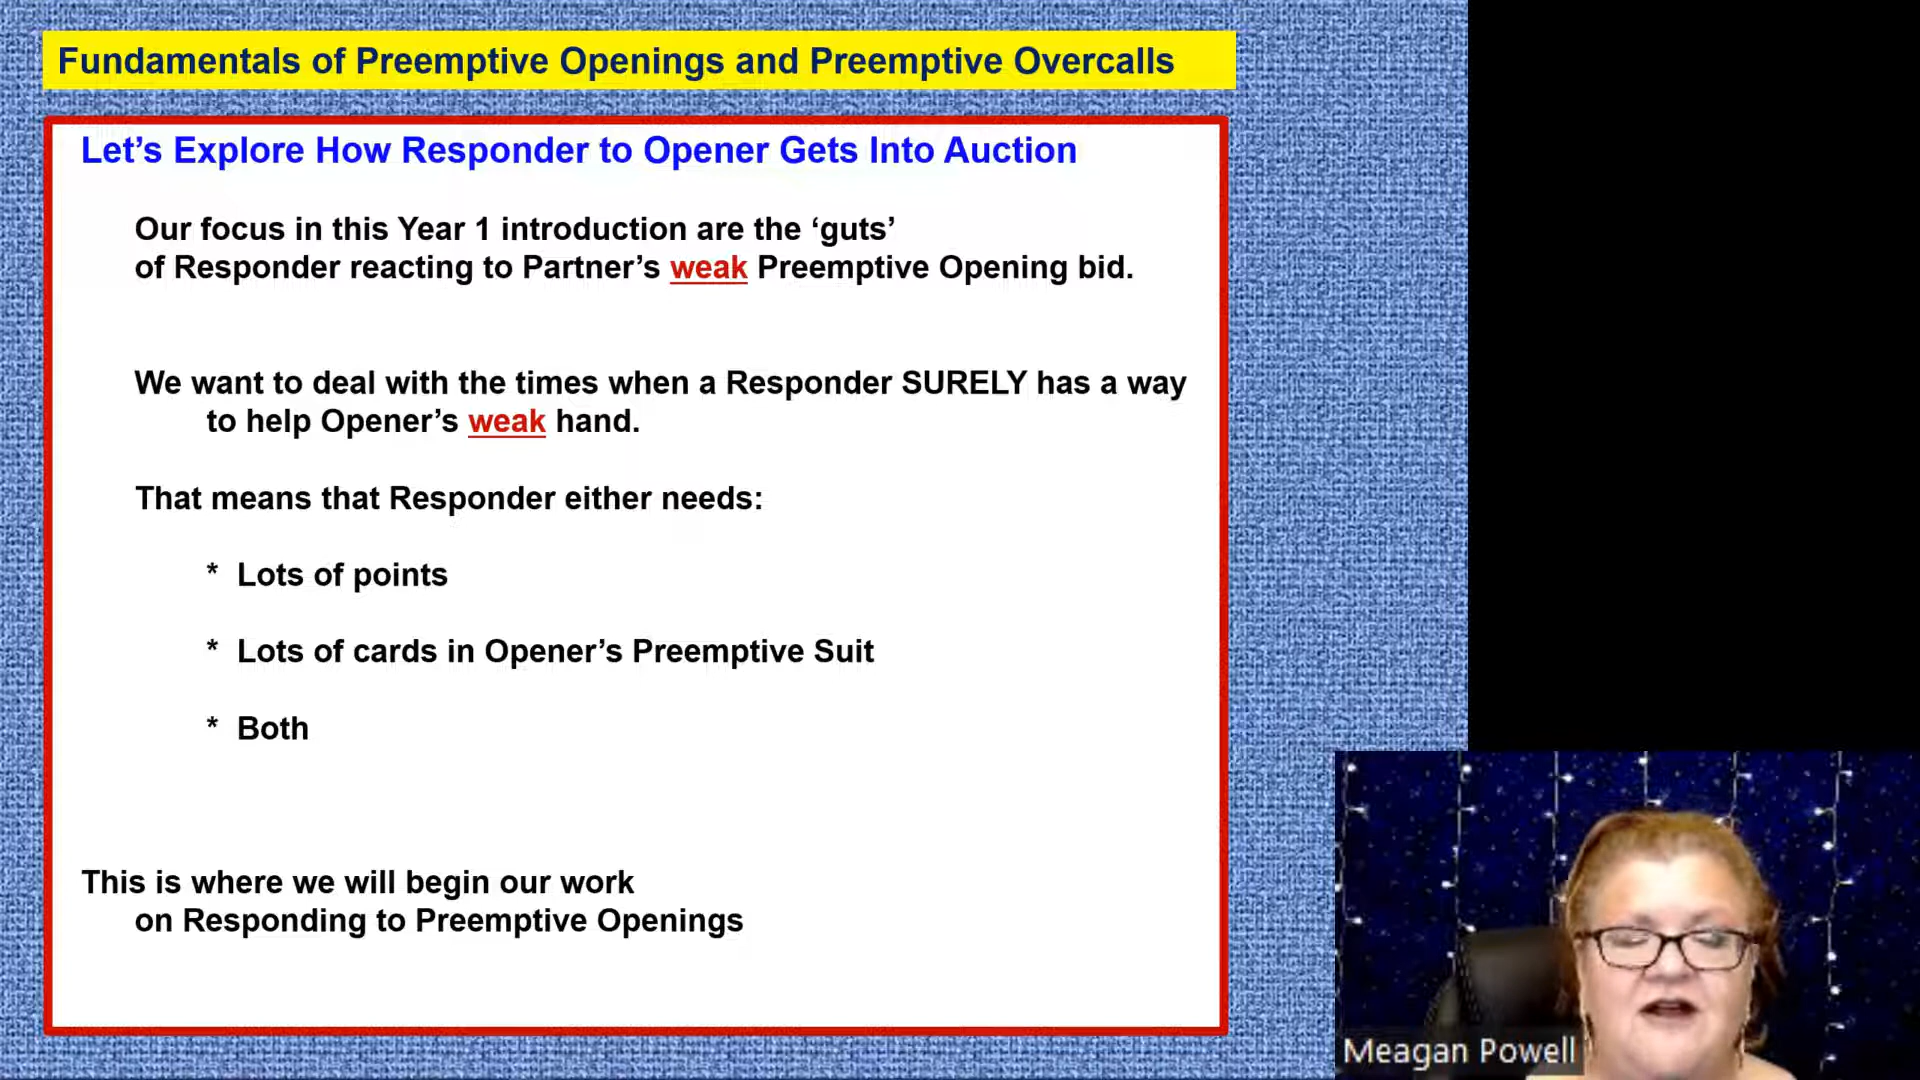 Fundamentals of Preemptive Openings and Preemptive Overcalls
Let’s Explore How Responder to Opener Gets Into Auction
Our focus in this Year 1 introduction are the ‘guts’
of Responder reacting to Partner’s weak Preemptive Opening bid.
We want to deal with the times when a Responder SURELY has a way
to help Opener’s weak hand.
That means that Responder either needs:
* Lots of points
* Lots of cards in Opener’s Preemptive Suit
* Both
This is where we will begin our work
on Responding to Preemptive Openings
Meagan Powell